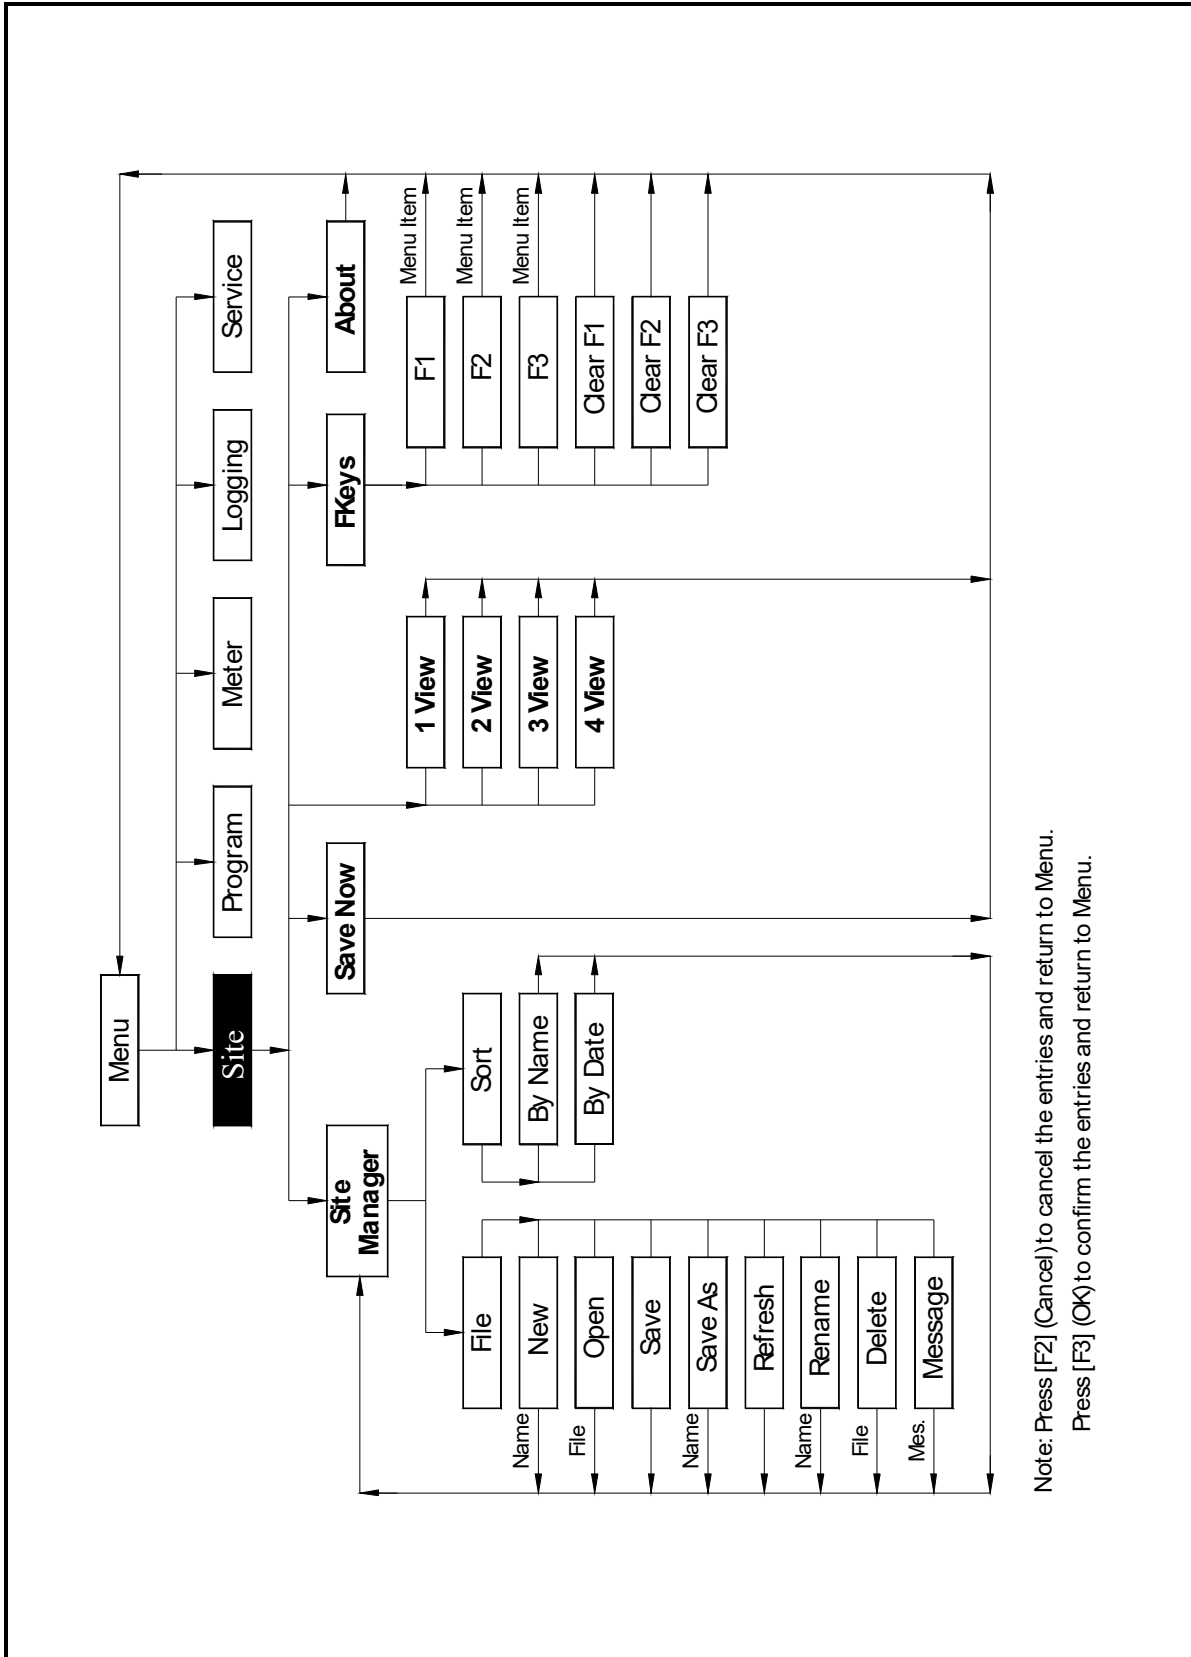 Menu
Site
Program
Meter
Logging
Service
Site
Manager
Save Now
FKeys
About
1 View
2 View
3 View
4 View
F1
Menu Item
F2
Menu Item
F3
Menu Item
Clear F1
Clear F2
Clear F3
File
New
Name
Open
File
Save
Save As
Name
Refresh
Rename
Name
Delete
File
Message
Mes.
Sort
By Name
By Date
Note: Press [F2] (Cancel) to cancel the entries and return to Menu.
Press [F3] (OK) to confirm the entries and return to Menu.